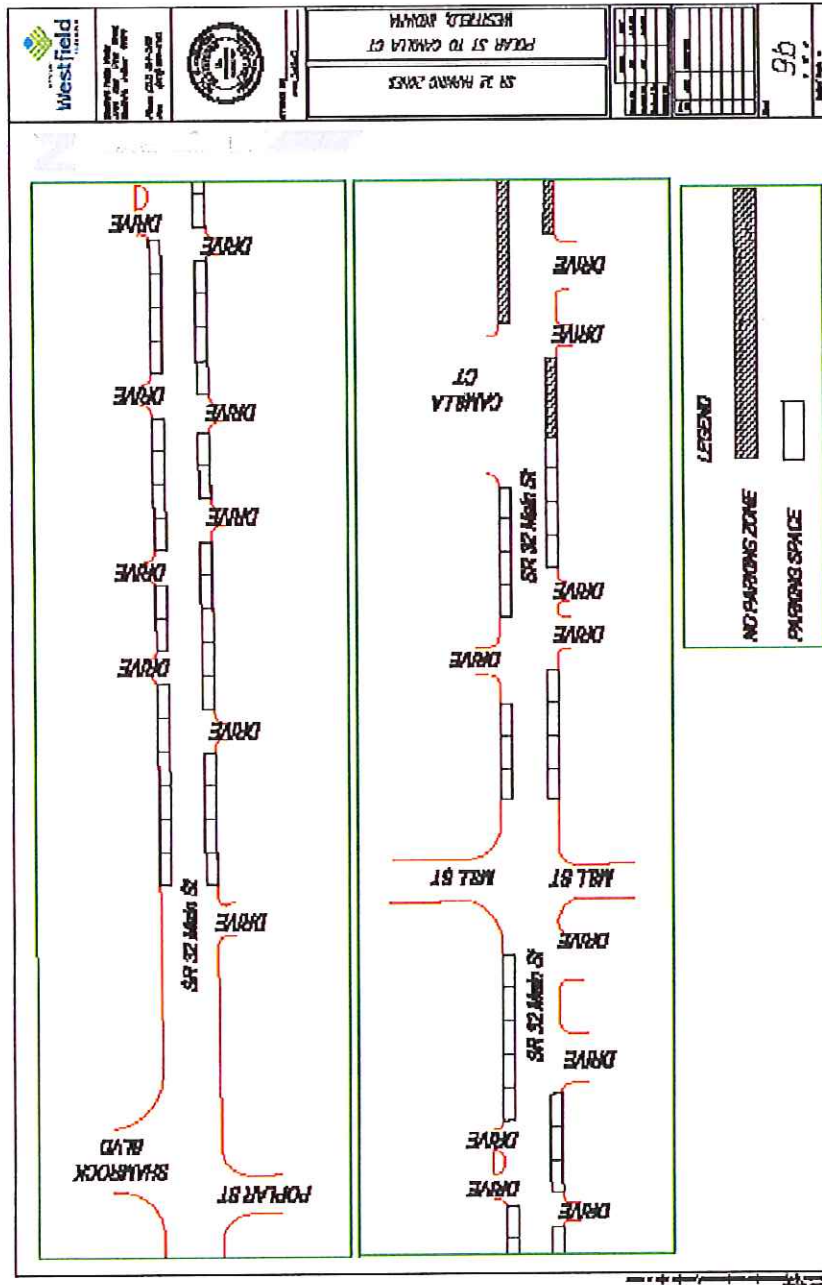 Westfield
SR 32 PARKING ZONES
POLAR ST TO CAMILLA CT
WESTFIELD, INDIANA
9b
DRIVE
DRIVE
DRIVE
DRIVE
DRIVE
DRIVE
DRIVE
DRIVE
DRIVE
SR 32 Main St
SHAMROCK
BLVD
POPLAR ST
DRIVE
DRIVE
CAMILLA
CT
SR 32 Main St
DRIVE
DRIVE
DRIVE
MILL ST
MILL ST
DRIVE
SR 32 Main St
DRIVE
DRIVE
DRIVE
DRIVE
LEGEND
NO PARKING ZONE
PARKING SPACE